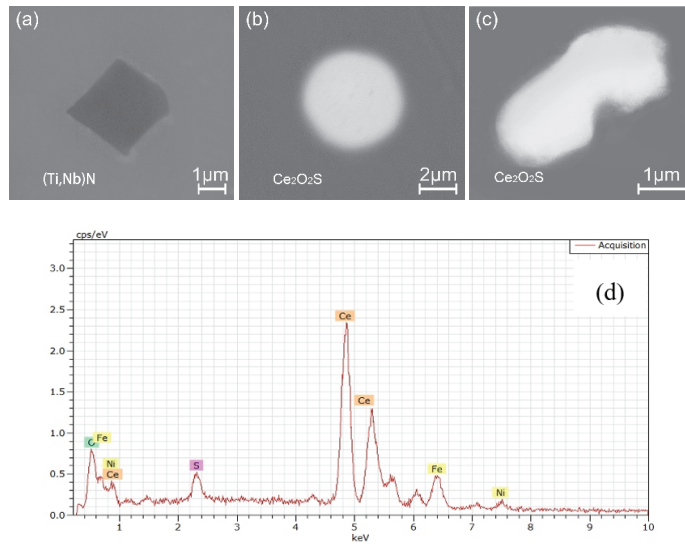 (a)
(Ti,Nb)N
1μm
(b)
Ce₂O₂S
2μm
(c)
Ce₂O₂S
1μm
cps/eV
Acquisition
(d)
3.0
2.5
2.0
1.5
1.0
0.5
0.0
Ce
Ce
O
Fe
Ni
Ce
S
Fe
Ni
1 2 3 4 5 6 7 8 9 10
keV